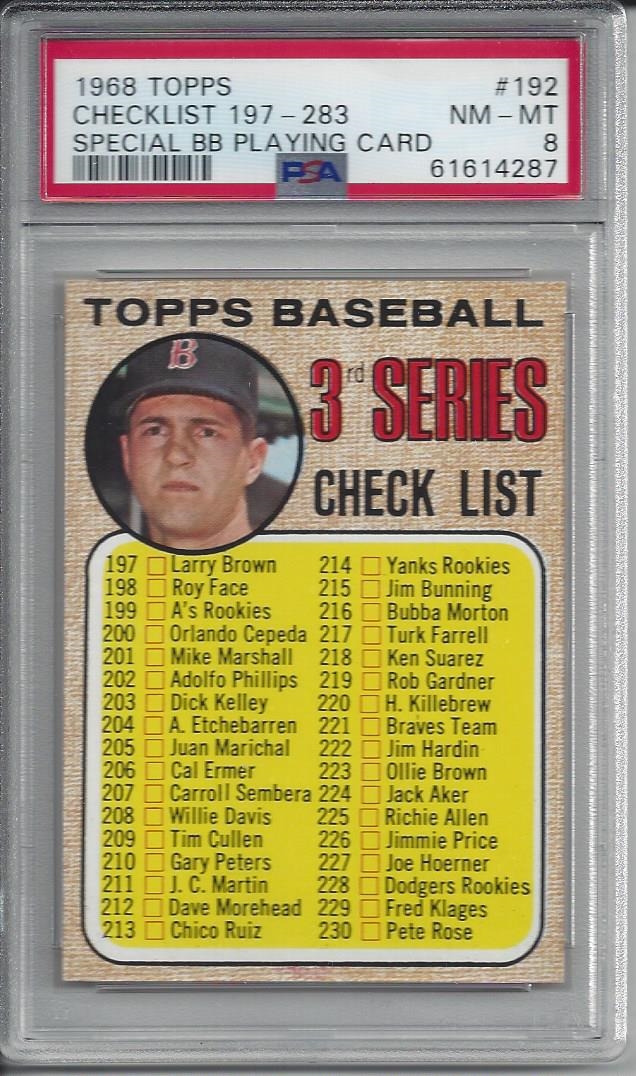 1968 TOPPS #192
CHECKLIST 197-283 NM-MT
SPECIAL BB PLAYING CARD 8
PSA 61614287
TOPPS BASEBALL
B
3rd SERIES
CHECK LIST
197 Larry Brown
198 Roy Face
199 A's Rookies
200 Orlando Cepeda
201 Mike Marshall
202 Adolfo Phillips
203 Dick Kelley
204 A. Etchebarren
205 Juan Marichal
206 Cal Ermer
207 Carroll Sembera
208 Willie Davis
209 Tim Cullen
210 Gary Peters
211 J. C. Martin
212 Dave Morehead
213 Chico Ruiz
214 Yanks Rookies
215 Jim Bunning
216 Bubba Morton
217 Turk Farrell
218 Ken Suarez
219 Rob Gardner
220 H. Killebrew
221 Braves Team
222 Jim Hardin
223 Ollie Brown
224 Jack Aker
225 Richie Allen
226 Jimmie Price
227 Joe Hoerner
228 Dodgers Rookies
229 Fred Klages
230 Pete Rose